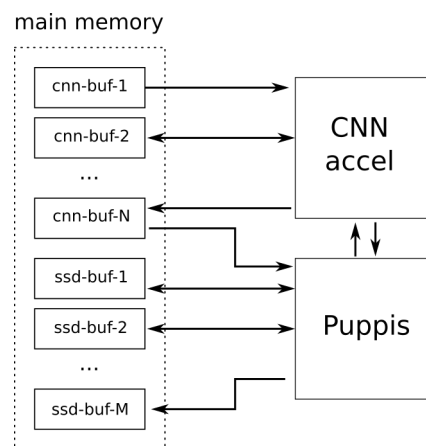 main memory
cnn-buf-1
cnn-buf-2
...
cnn-buf-N
ssd-buf-1
ssd-buf-2
...
ssd-buf-M
CNN
accel
Puppis